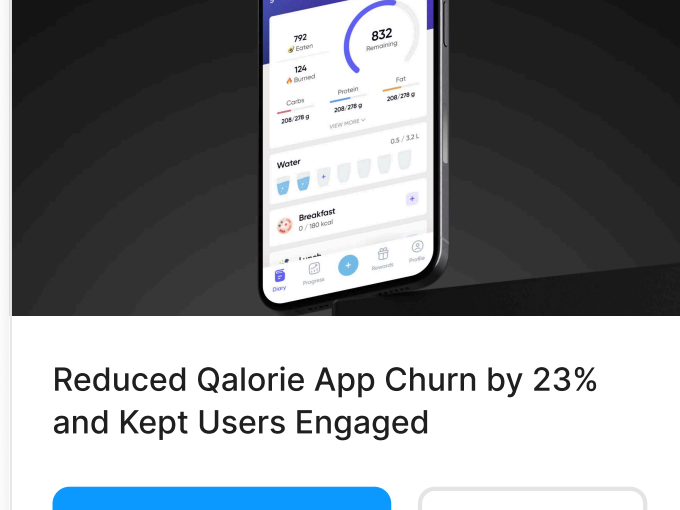 792
Eaten
832
Remaining
124
Burned
Carbs
208/278 g
Protein
208/278 g
Fat
208/278 g
VIEW MORE
Water
0.5 / 3.2 L
Breakfast
0 / 180 kcal
Lunch
Diary
Progress
Rewards
Profile
Reduced Qalorie App Churn by 23%
and Kept Users Engaged